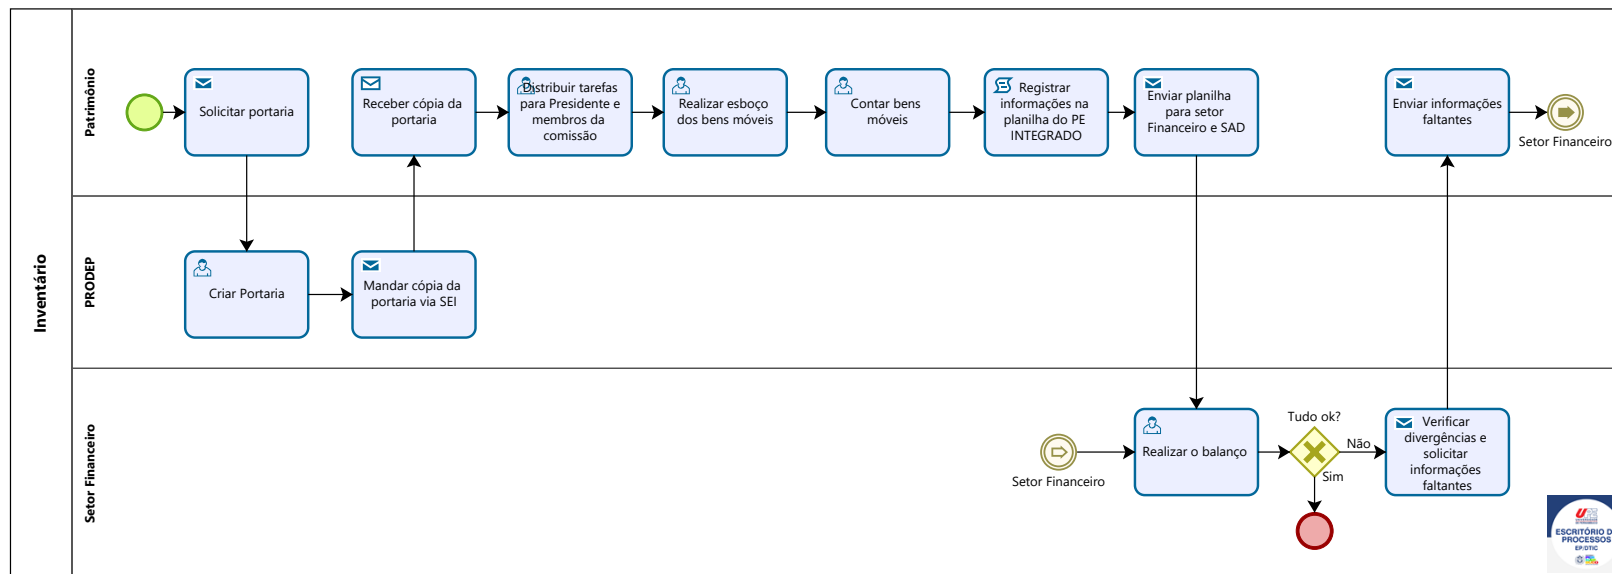 Inventário
Patrimônio
Solicitar portaria
Receber cópia da
portaria
Distribuir tarefas
para Presidente e
membros da
comissão
Realizar esboço
dos bens móveis
Contar bens
móveis
Registrar
informações na
planilha do PE
INTEGRADO
Enviar planilha
para setor
Financeiro e SAD
Enviar informações
faltantes
Setor Financeiro
PRODEP
Criar Portaria
Mandar cópia da
portaria via SEI
Setor Financeiro
Setor Financeiro
Realizar o balanço
Tudo ok?
Não
Sim
Verificar
divergências e
solicitar
informações
faltantes
ESCRITÓRIO D
PROCESSOS
EP/DTIC